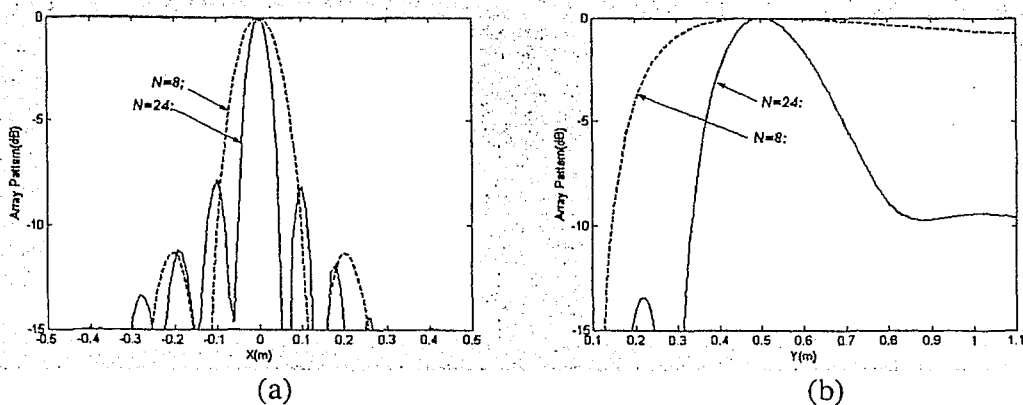 0
-5
-10
-15
Array Pattern(dB)
N=8;
N=24;
-0.5 -0.4 -0.3 -0.2 -0.1 0 0.1 0.2 0.3 0.4 0.5
X(m)
(a)
0
-5
-10
-15
Array Pattern(dB)
N=24;
N=8;
0.1 0.2 0.3 0.4 0.5 0.6 0.7 0.8 0.9 1 1.1
Y(m)
(b)